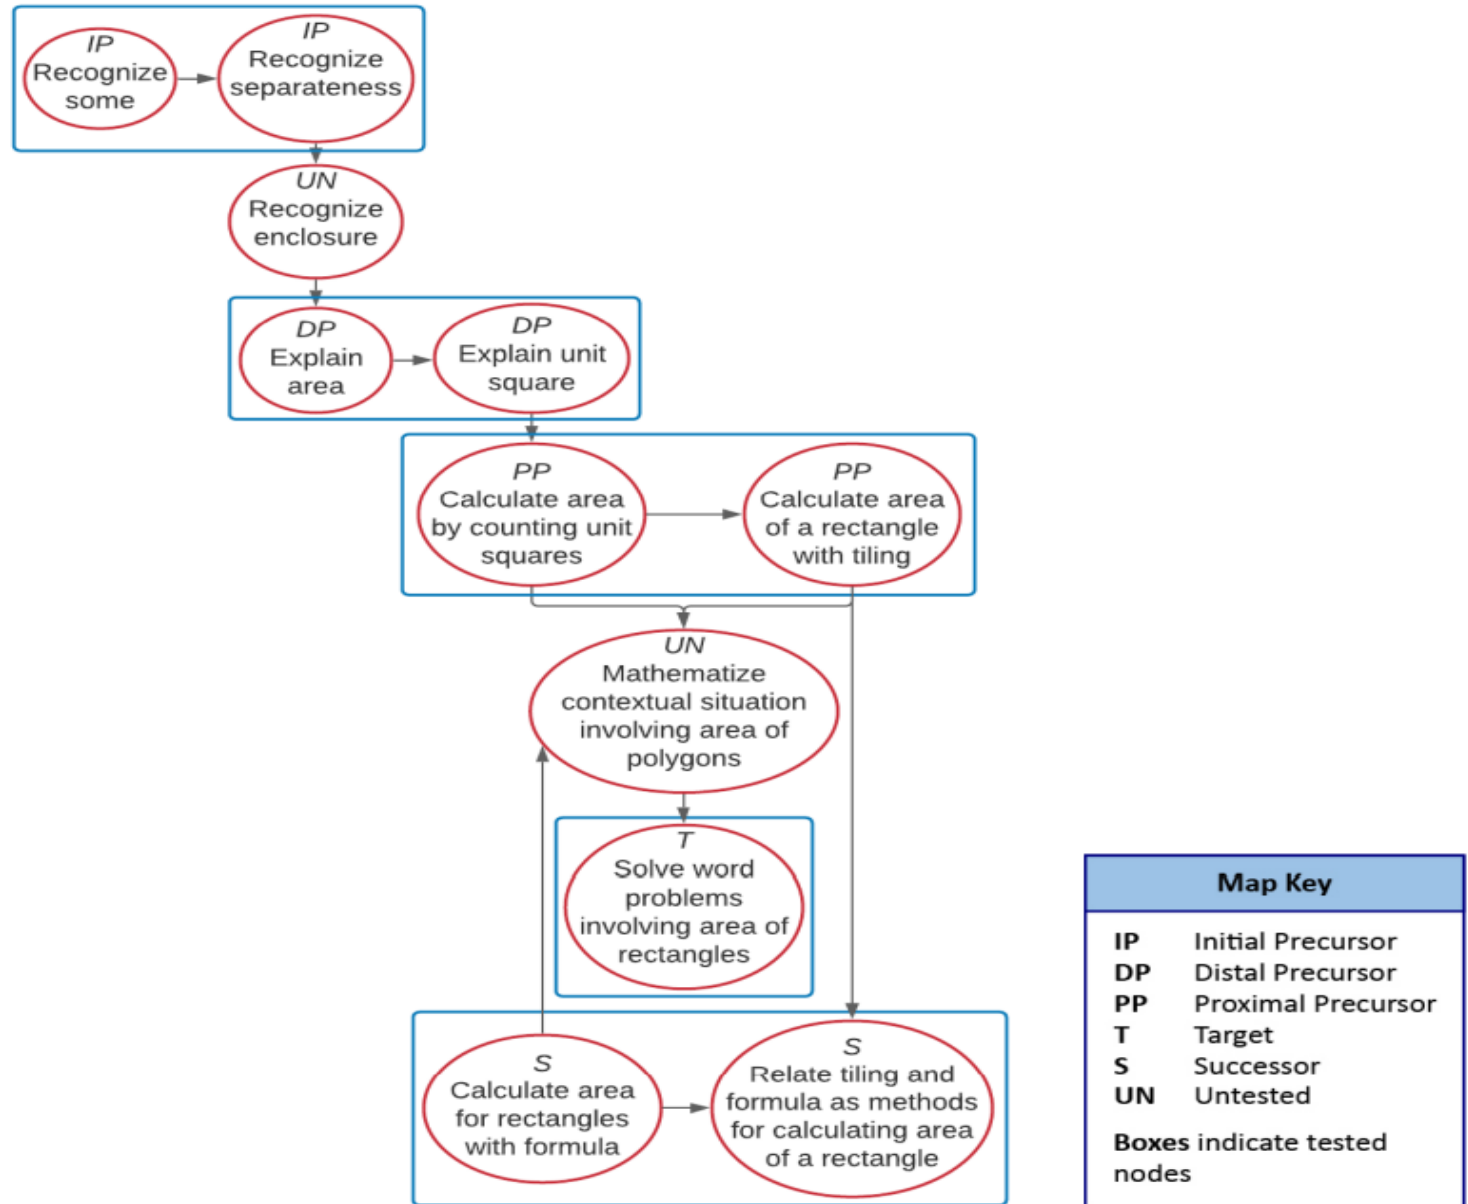 IP
Recognize
some
IP
Recognize
separateness
UN
Recognize
enclosure
DP
Explain
area
DP
Explain unit
square
PP
Calculate area
by counting unit
squares
PP
Calculate area
of a rectangle
with tiling
UN
Mathematize
contextual situation
involving area of
polygons
T
Solve word
problems
involving area of
rectangles
S
Calculate area
for rectangles
with formula
S
Relate tiling and
formula as methods
for calculating area
of a rectangle
Map Key
IP Initial Precursor
DP Distal Precursor
PP Proximal Precursor
T Target
S Successor
UN Untested
Boxes indicate tested
nodes